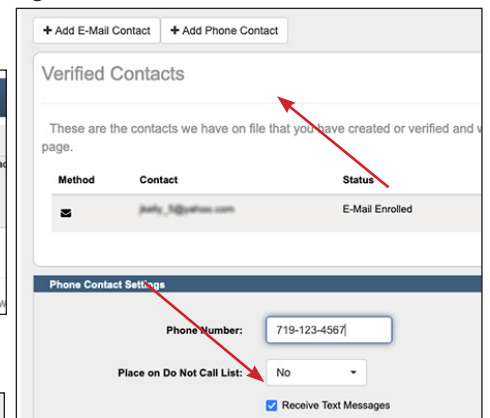 + Add E-Mail Contact + Add Phone Contact
Verified Contacts
These are the contacts we have on file that you have created or verified and
page.
Method Contact Status
E-Mail Enrolled
Phone Contact Settings
Phone Number: 719-123-4567
Place on Do Not Call List: No
Receive Text Messages